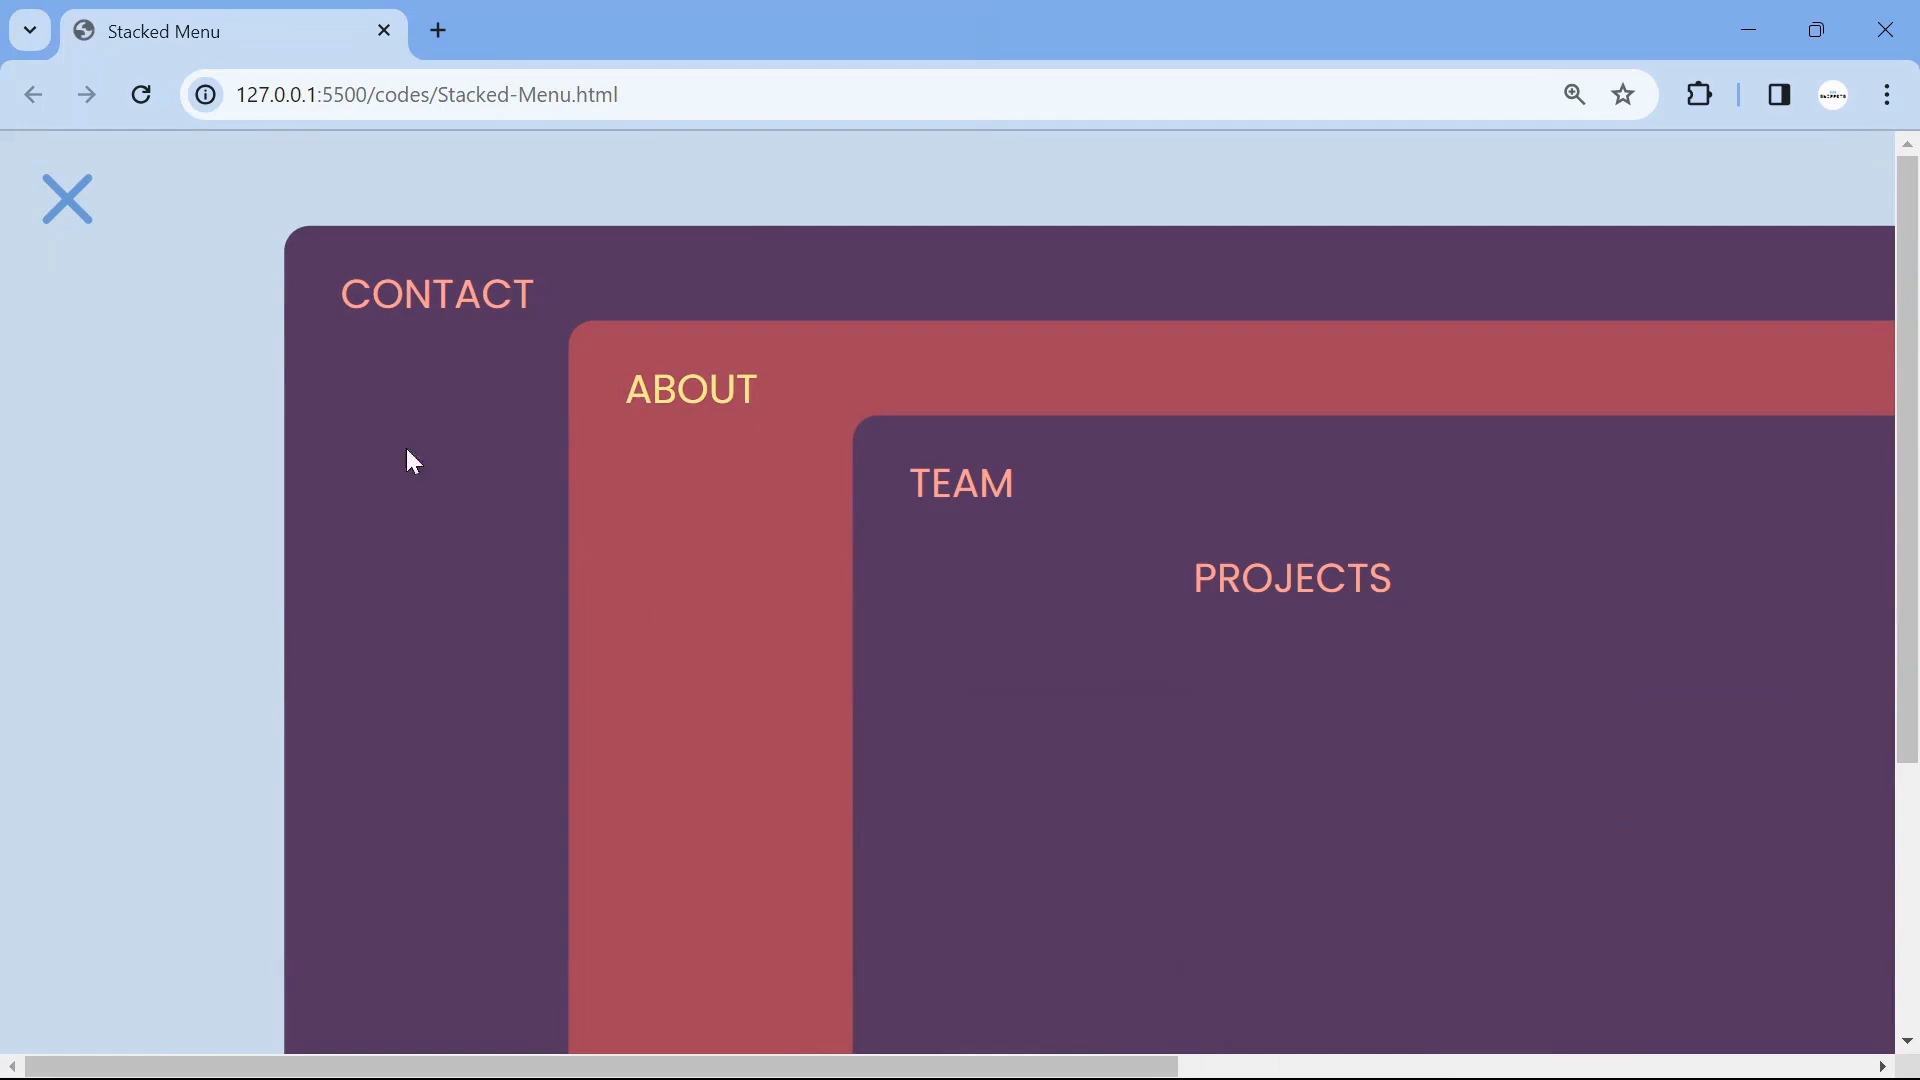 Stacked Menu
127.0.0.1:5500/codes/Stacked-Menu.html
CONTACT
ABOUT
TEAM
PROJECTS